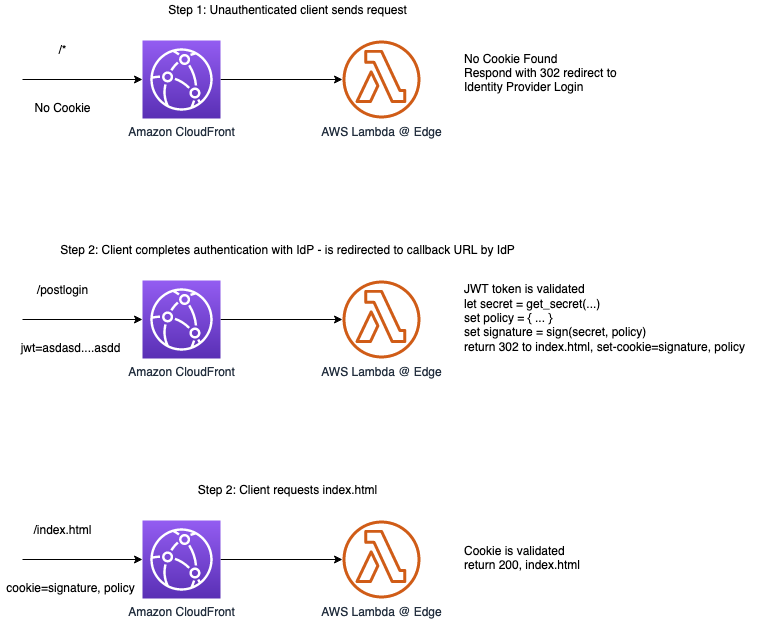 Step 1: Unauthenticated client sends request
/*
No Cookie
Amazon CloudFront
AWS Lambda @ Edge
No Cookie Found
Respond with 302 redirect to
Identity Provider Login
Step 2: Client completes authentication with IdP - is redirected to callback URL by IdP
/postlogin
jwt=asdasd....asdd
Amazon CloudFront
AWS Lambda @ Edge
JWT token is validated
let secret = get_secret(...)
set policy = { ... }
set signature = sign(secret, policy)
return 302 to index.html, set-cookie=signature, policy
Step 2: Client requests index.html
/index.html
cookie=signature, policy
Amazon CloudFront
AWS Lambda @ Edge
Cookie is validated
return 200, index.html